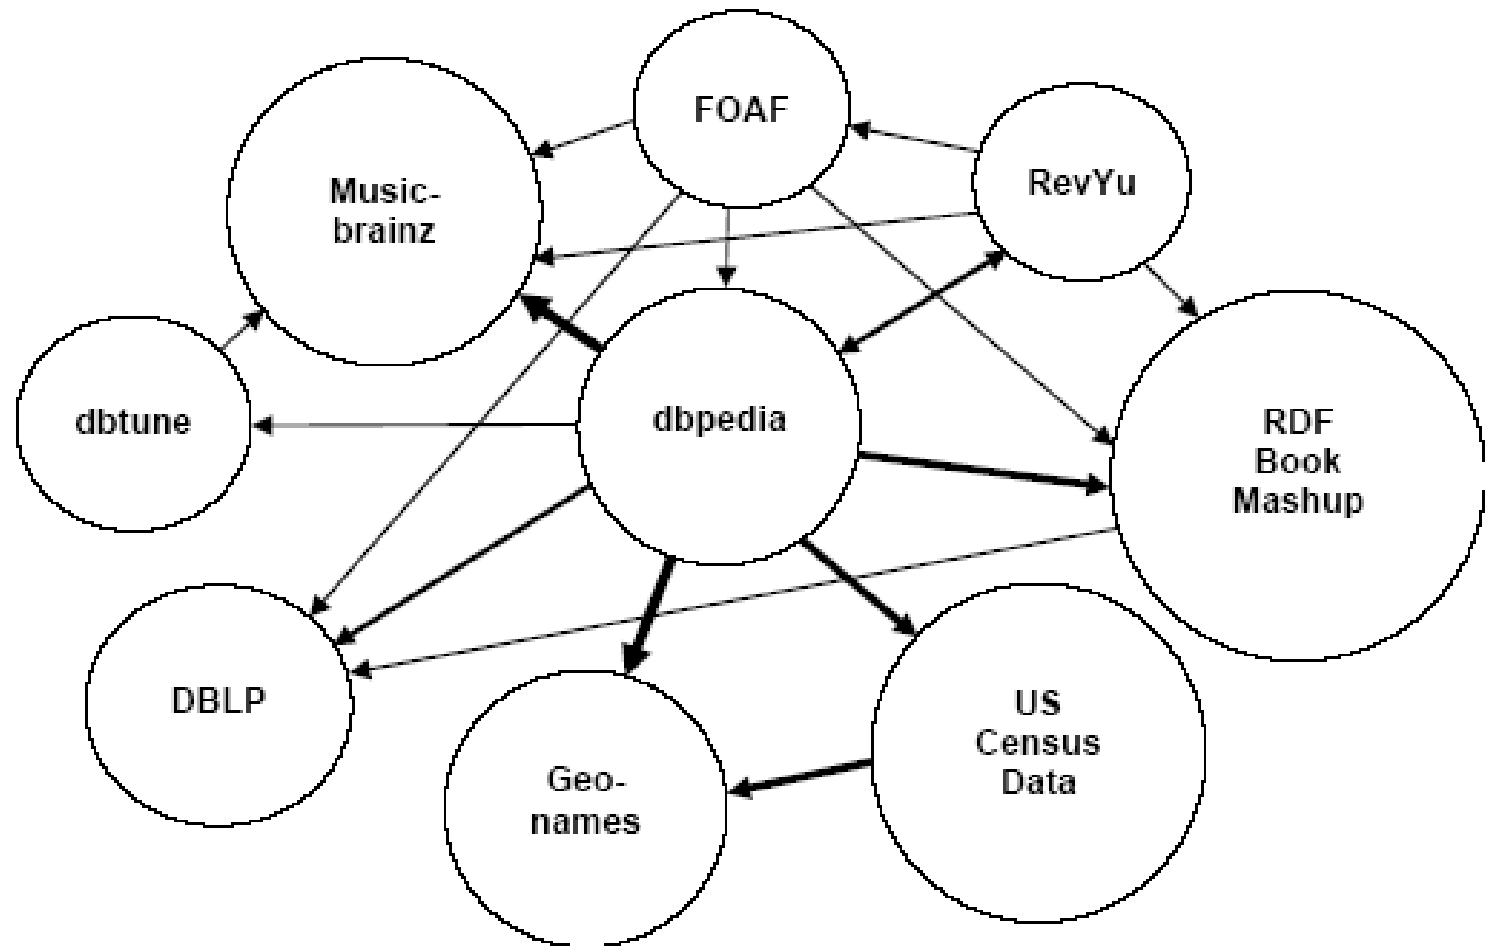 FOAF
RevYu
Music-
brainz
dbtune
dbpedia
RDF
Book
Mashup
DBLP
US
Census
Data
Geo-
names